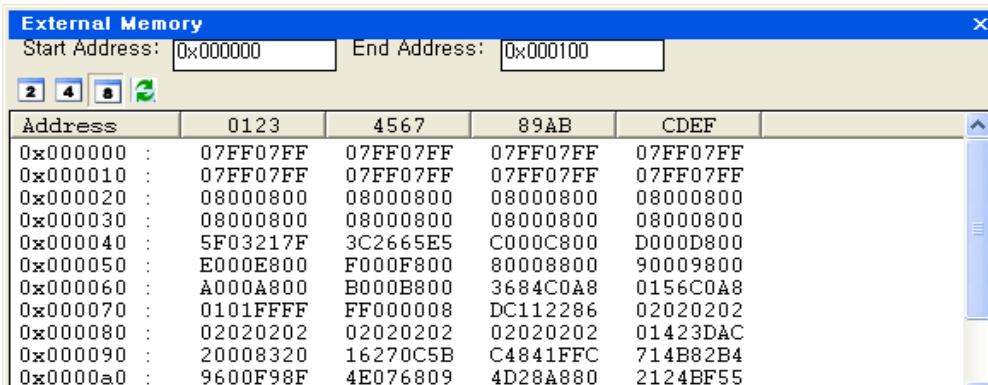 External Memory
Start Address: 0x000000 End Address: 0x000100
2 4 8
Address 0123 4567 89AB CDEF
0x000000 : 07FF07FF 07FF07FF 07FF07FF 07FF07FF
0x000010 : 07FF07FF 07FF07FF 07FF07FF 07FF07FF
0x000020 : 08000800 08000800 08000800 08000800
0x000030 : 08000800 08000800 08000800 08000800
0x000040 : 5F03217F 3C2665E5 C000C800 D000D800
0x000050 : E000E800 F000F800 80008800 90009800
0x000060 : A000A800 B000B800 3684C0A8 0156C0A8
0x000070 : 0101FFFF FF000008 DC112286 02020202
0x000080 : 02020202 02020202 02020202 01423DAC
0x000090 : 20008320 16270C5B C4841FFC 714B82B4
0x0000a0 : 9600F98F 4E076809 4D28A880 2124BF55